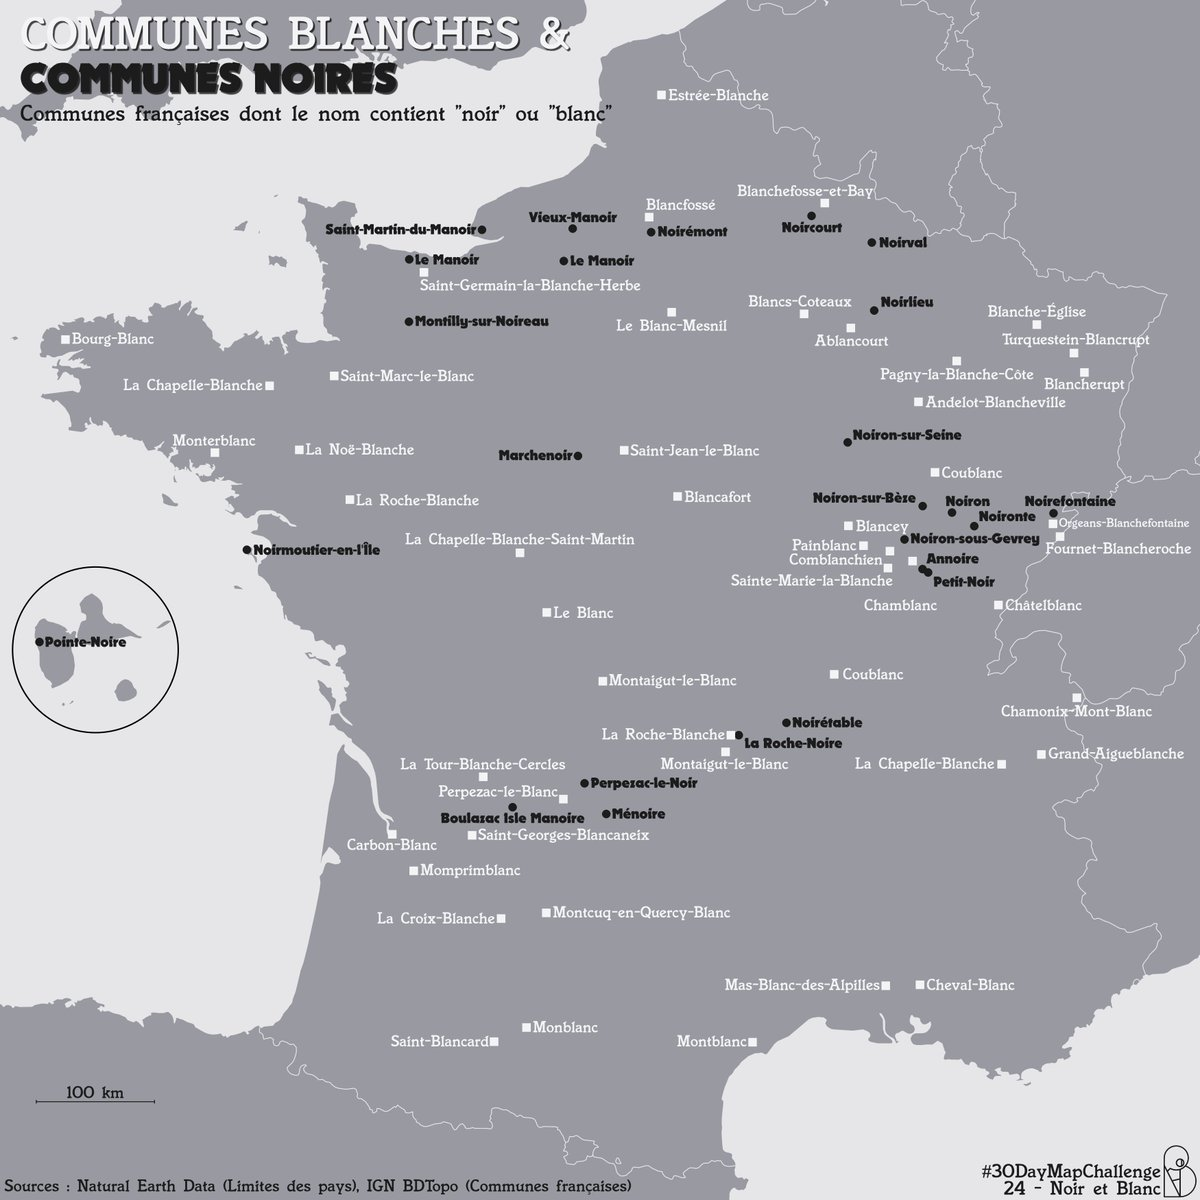 COMMUNES BLANCHES &
COMMUNES NOIRES
Communes françaises dont le nom contient "noir" ou "blanc"
Estrée-Blanche
Blanchefosse-et-Bay
Blancfossé
Vieux-Manoir
Saint-Martin-du-Manoir
Noirémont
Noircourt
Noirval
Le Manoir
Le Manoir
Saint-Germain-la-Blanche-Herbe
Blancs-Coteaux
Noirlieu
Blanche-Église
Montilly-sur-Noireau
Le Blanc-Mesnil
Ablancourt
Turquestein-Blancrupt
Bourg-Blanc
Pagny-la-Blanche-Côte
Blancherupt
La Chapelle-Blanche
Saint-Marc-le-Blanc
Andelot-Blancheville
Monterblanc
La Noë-Blanche
Marchenoir
Saint-Jean-le-Blanc
Noiron-sur-Seine
Coublanc
La Roche-Blanche
Blancafort
Noiron-sur-Bèze
Noiron
Noirefontaine
Noironte
Orgeans-Blanchefontaine
Blancey
La Chapelle-Blanche-Saint-Martin
Noiron-sous-Gevrey
Painblanc
Fournet-Blancheroche
Noirmoutier-en-l'Île
Comblanchien
Annoire
Sainte-Marie-la-Blanche
Petit-Noir
Chamblanc
Châtelblanc
Le Blanc
Pointe-Noire
Montaigut-le-Blanc
Coublanc
Chamonix-Mont-Blanc
Noirétable
La Roche-Blanche
La Roche-Noire
Grand-Aigueblanche
La Tour-Blanche-Cercles
Montaigut-le-Blanc
La Chapelle-Blanche
Perpezac-le-Noir
Perpezac-le-Blanc
Boulazac Isle Manoire
Ménoire
Saint-Georges-Blancaneix
Carbon-Blanc
Momprimblanc
La Croix-Blanche
Montcuq-en-Quercy-Blanc
Mas-Blanc-des-Alpilles
Cheval-Blanc
Monblanc
Saint-Blancard
Montblanc
100 km
#30DayMapChallenge
24 - Noir et Blanc
Sources : Natural Earth Data (Limites des pays), IGN BDTopo (Communes françaises)